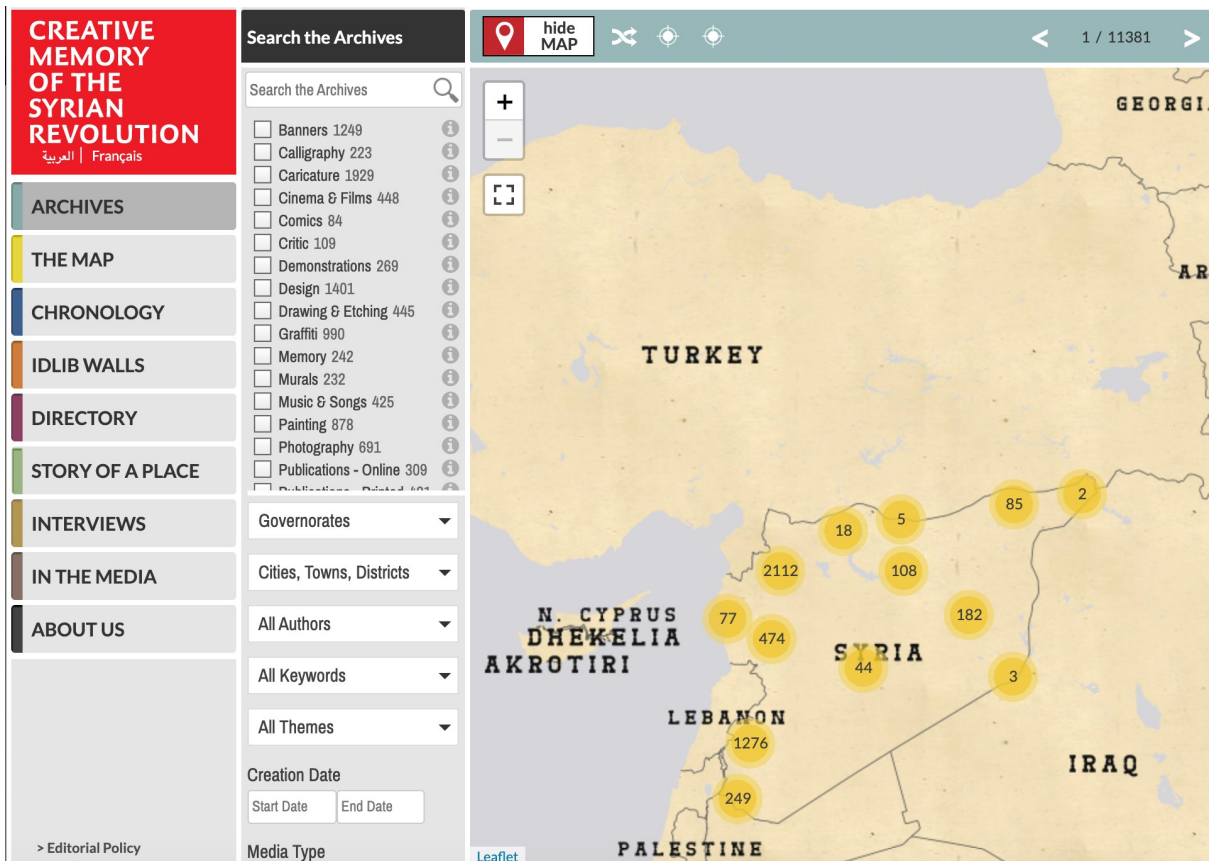 CREATIVE
MEMORY
OF THE
SYRIAN
REVOLUTION
العربية | Français
ARCHIVES
THE MAP
CHRONOLOGY
IDLIB WALLS
DIRECTORY
STORY OF A PLACE
INTERVIEWS
IN THE MEDIA
ABOUT US
> Editorial Policy
Search the Archives
Search the Archives
Banners 1249
Calligraphy 223
Caricature 1929
Cinema & Films 448
Comics 84
Critic 109
Demonstrations 269
Design 1401
Drawing & Etching 445
Graffiti 990
Memory 242
Murals 232
Music & Songs 425
Painting 878
Photography 691
Publications - Online 309
Publications - Printed
Governorates
Cities, Towns, Districts
All Authors
All Keywords
All Themes
Creation Date
Start Date End Date
Media Type
hide
MAP
< 1 / 11381 >
+
−
GEORGI
AR
TURKEY
2
85
5
18
2112
108
182
77
N. CYPRUS
DHEKELIA
474
AKROTIRI
SYRIA
44
3
LEBANON
1276
IRAQ
249
PALESTINE
Leaflet